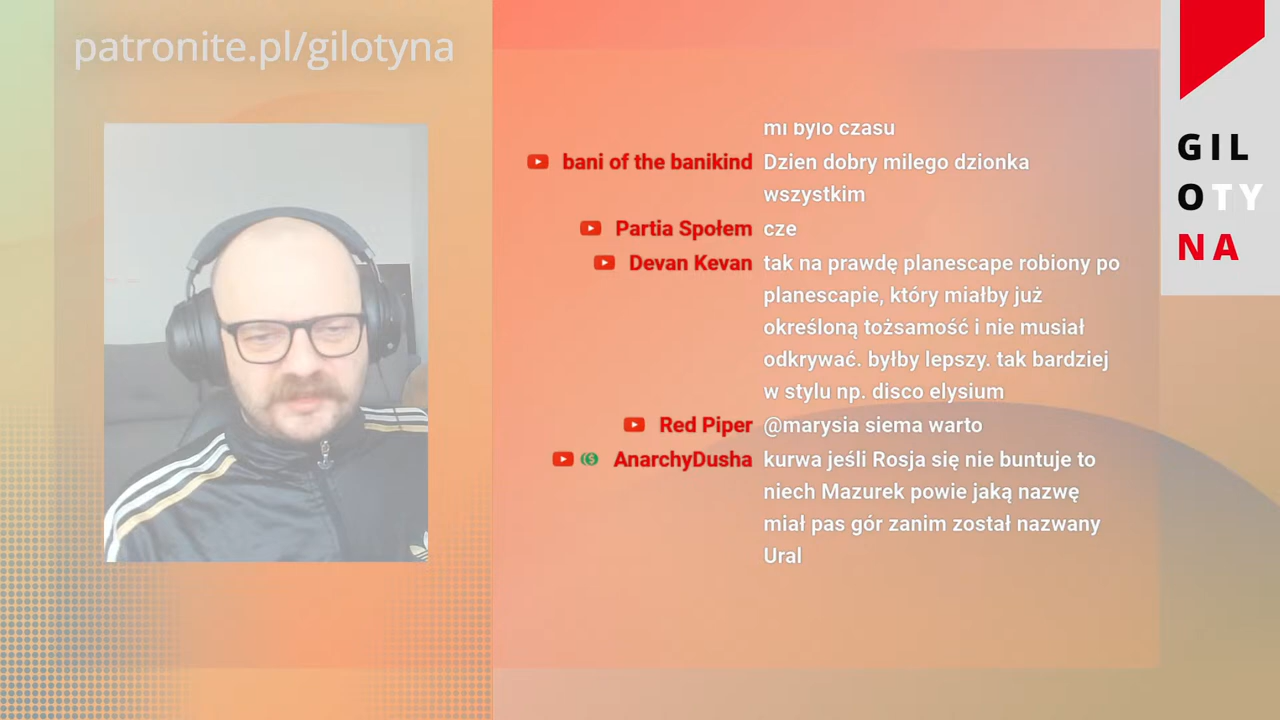 patronite.pl/gilotyna
mi bylo czasu
bani of the banikind Dzien dobry milego dzionka
wszystkim
Partia Społem cze
Devan Kevan tak na prawdę planescape robiony po
planescapie, który miałby już
określoną tożsamość i nie musiał
odkrywać. byłby lepszy. tak bardziej
w stylu np. disco elysium
Red Piper @marysia siema warto
AnarchyDusha kurwa jeśli Rosja się nie buntuje to
niech Mazurek powie jaką nazwę
miał pas gór zanim został nazwany
Ural
GIL
OTY
NA